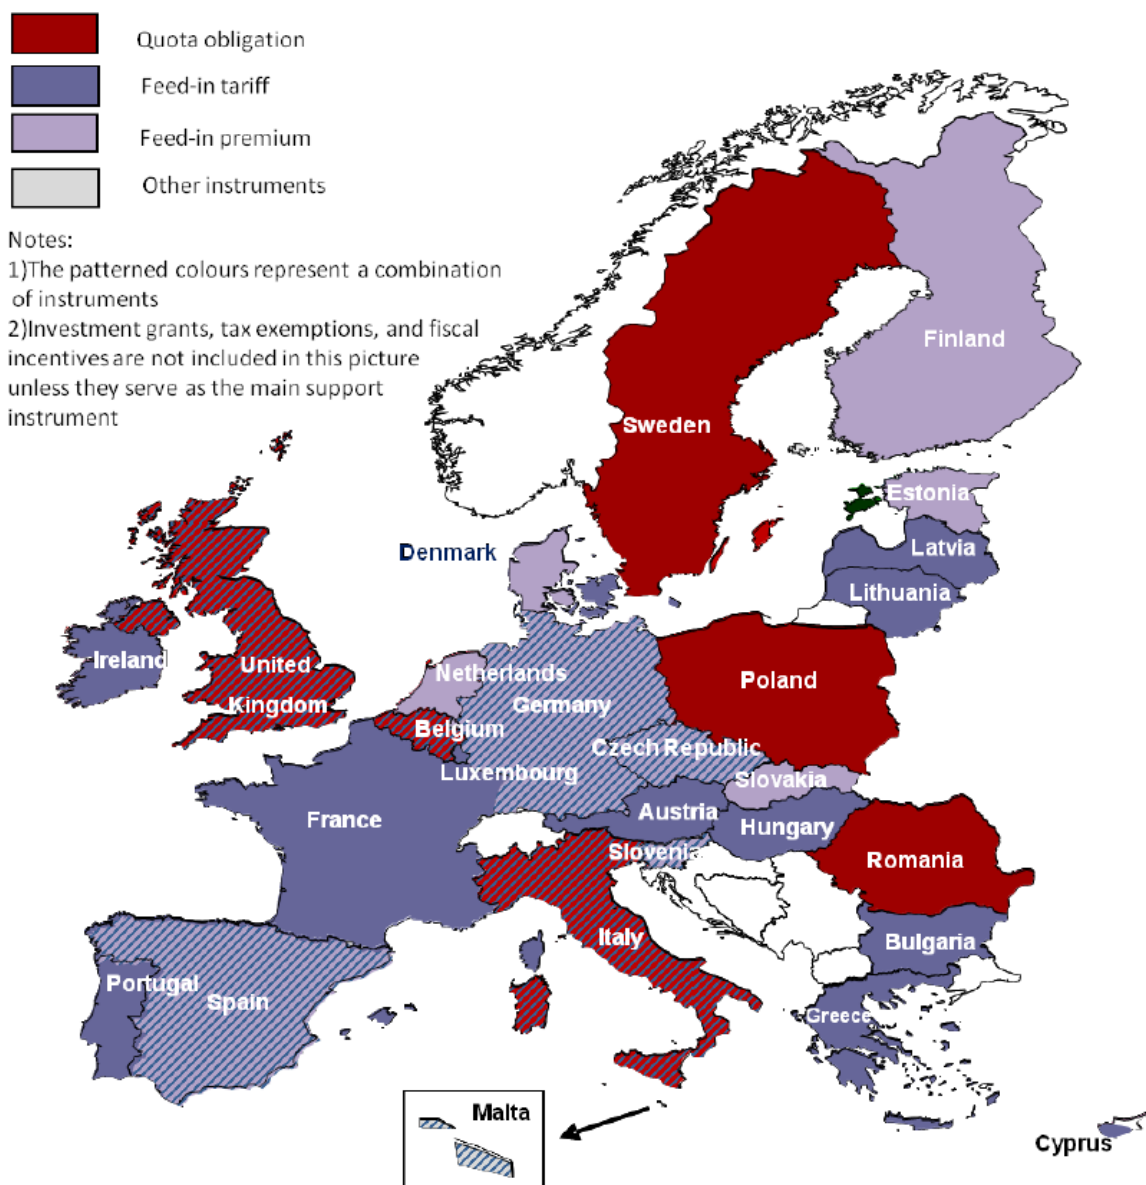 Quota obligation
Feed-in tariff
Feed-in premium
Other instruments
Notes:
1)The patterned colours represent a combination
of instruments
2)Investment grants, tax exemptions, and fiscal
incentives are not included in this picture
unless they serve as the main support
instrument
Finland
Sweden
Estonia
Denmark
Latvia
Lithuania
Ireland
United
Kingdom
Netherlands
Germany
Poland
Belgium
Czech Republic
Luxembourg
Slovakia
France
Austria
Hungary
Slovenia
Romania
Italy
Bulgaria
Portugal
Spain
Greece
Malta
Cyprus